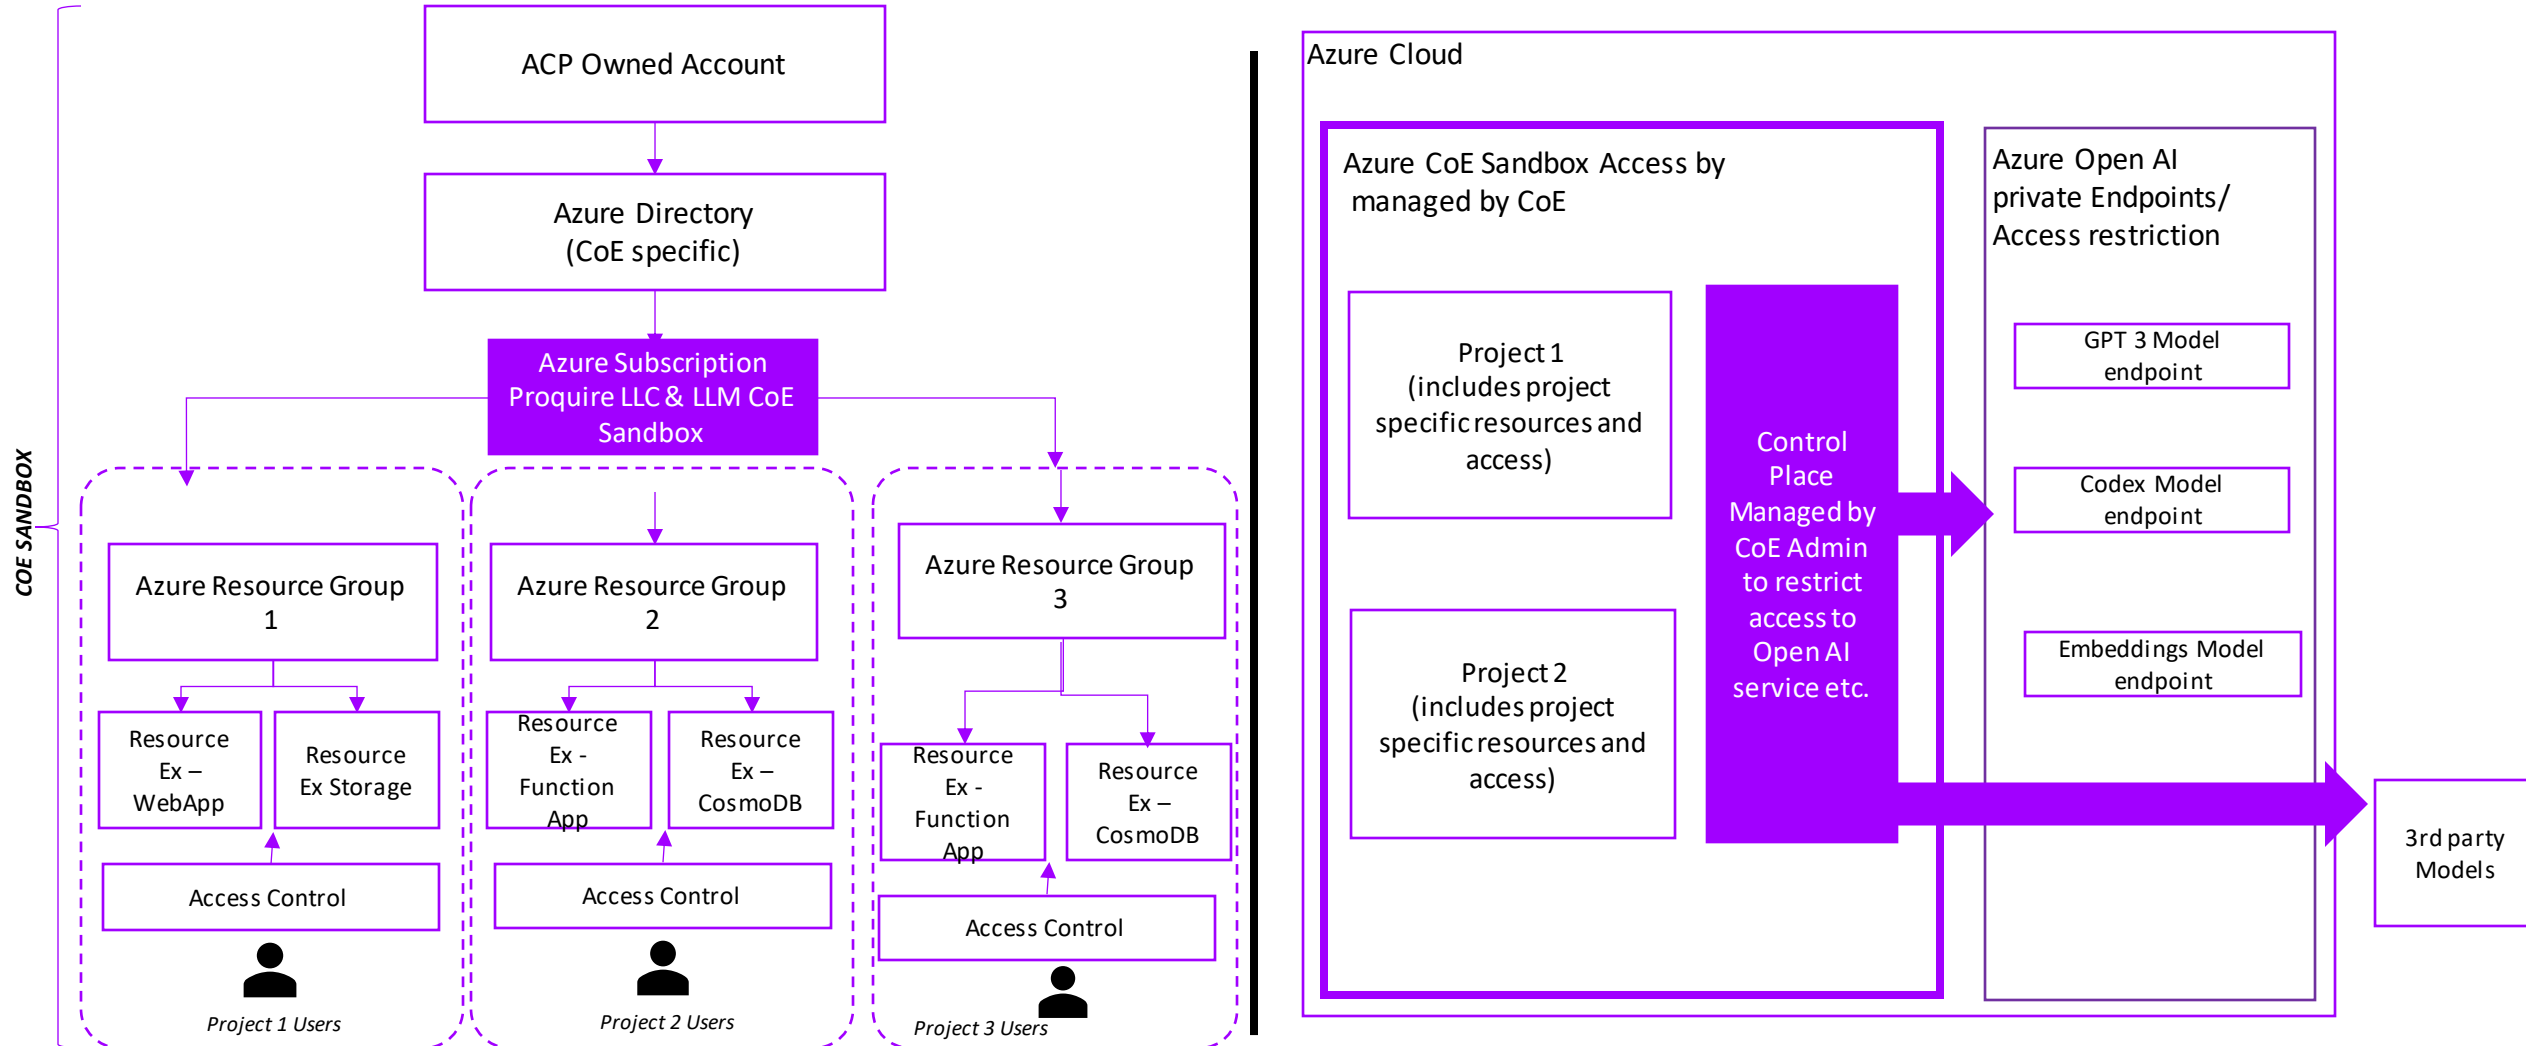 COE SANDBOX
ACP Owned Account
Azure Directory
(CoE specific)
Azure Subscription
Proquire LLC & LLM CoE
Sandbox
Azure Resource Group
1
Resource
Ex –
WebApp
Resource
Ex Storage
Access Control
Project 1 Users
Azure Resource Group
2
Resource
Ex -
Function
App
Resource
Ex –
CosmoDB
Access Control
Project 2 Users
Azure Resource Group
3
Resource
Ex -
Function
App
Resource
Ex –
CosmoDB
Access Control
Project 3 Users
Azure Cloud
Azure CoE Sandbox Access by
managed by CoE
Project 1
(includes project
specific resources and
access)
Project 2
(includes project
specific resources and
access)
Control
Place
Managed by
CoE Admin
to restrict
access to
Open AI
service etc.
Azure Open AI
private Endpoints/
Access restriction
GPT 3 Model
endpoint
Codex Model
endpoint
Embeddings Model
endpoint
3rd party
Models